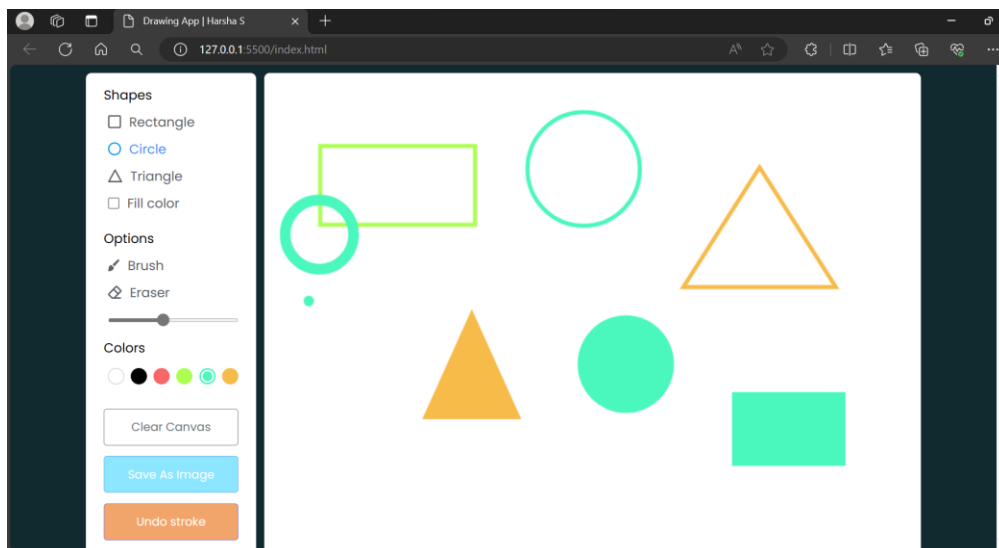 Drawing App | Harsha S
127.0.0.1:5500/index.html
Shapes
Rectangle
Circle
Triangle
Fill color
Options
Brush
Eraser
Colors
Clear Canvas
Save As Image
Undo stroke